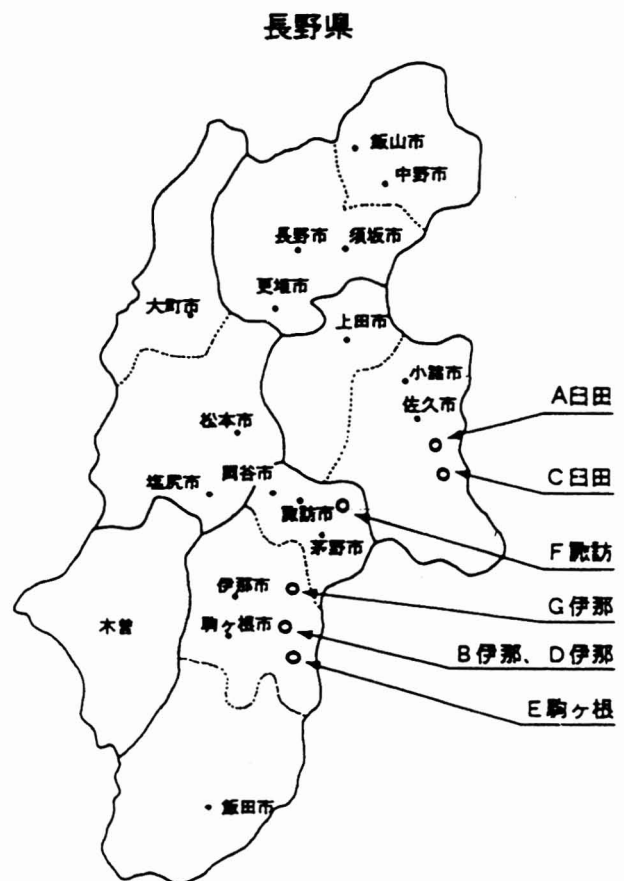 長野県
飯山市
中野市
長野市
須坂市
更埴市
大町市
上田市
小諸市
佐久市
A臼田
松本市
C臼田
岡谷市
塩尻市
諏訪市
茅野市
F諏訪
伊那市
G伊那
木曽
駒ヶ根市
B伊那、D伊那
E駒ヶ根
飯田市